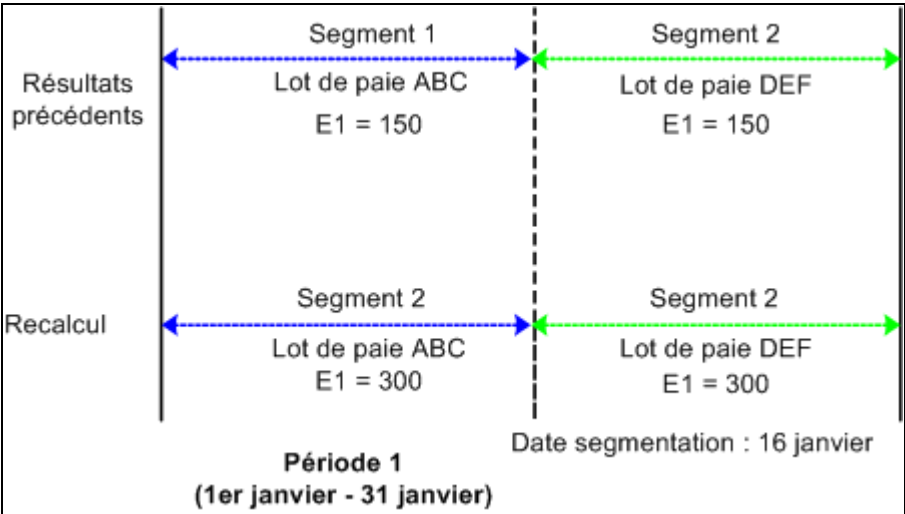 Segment 1
Segment 2
Résultats
précédents
Lot de paie ABC
Lot de paie DEF
E1 = 150
E1 = 150
Segment 2
Segment 2
Recalcul
Lot de paie ABC
Lot de paie DEF
E1 = 300
E1 = 300
Date segmentation : 16 janvier
Période 1
(1er janvier - 31 janvier)